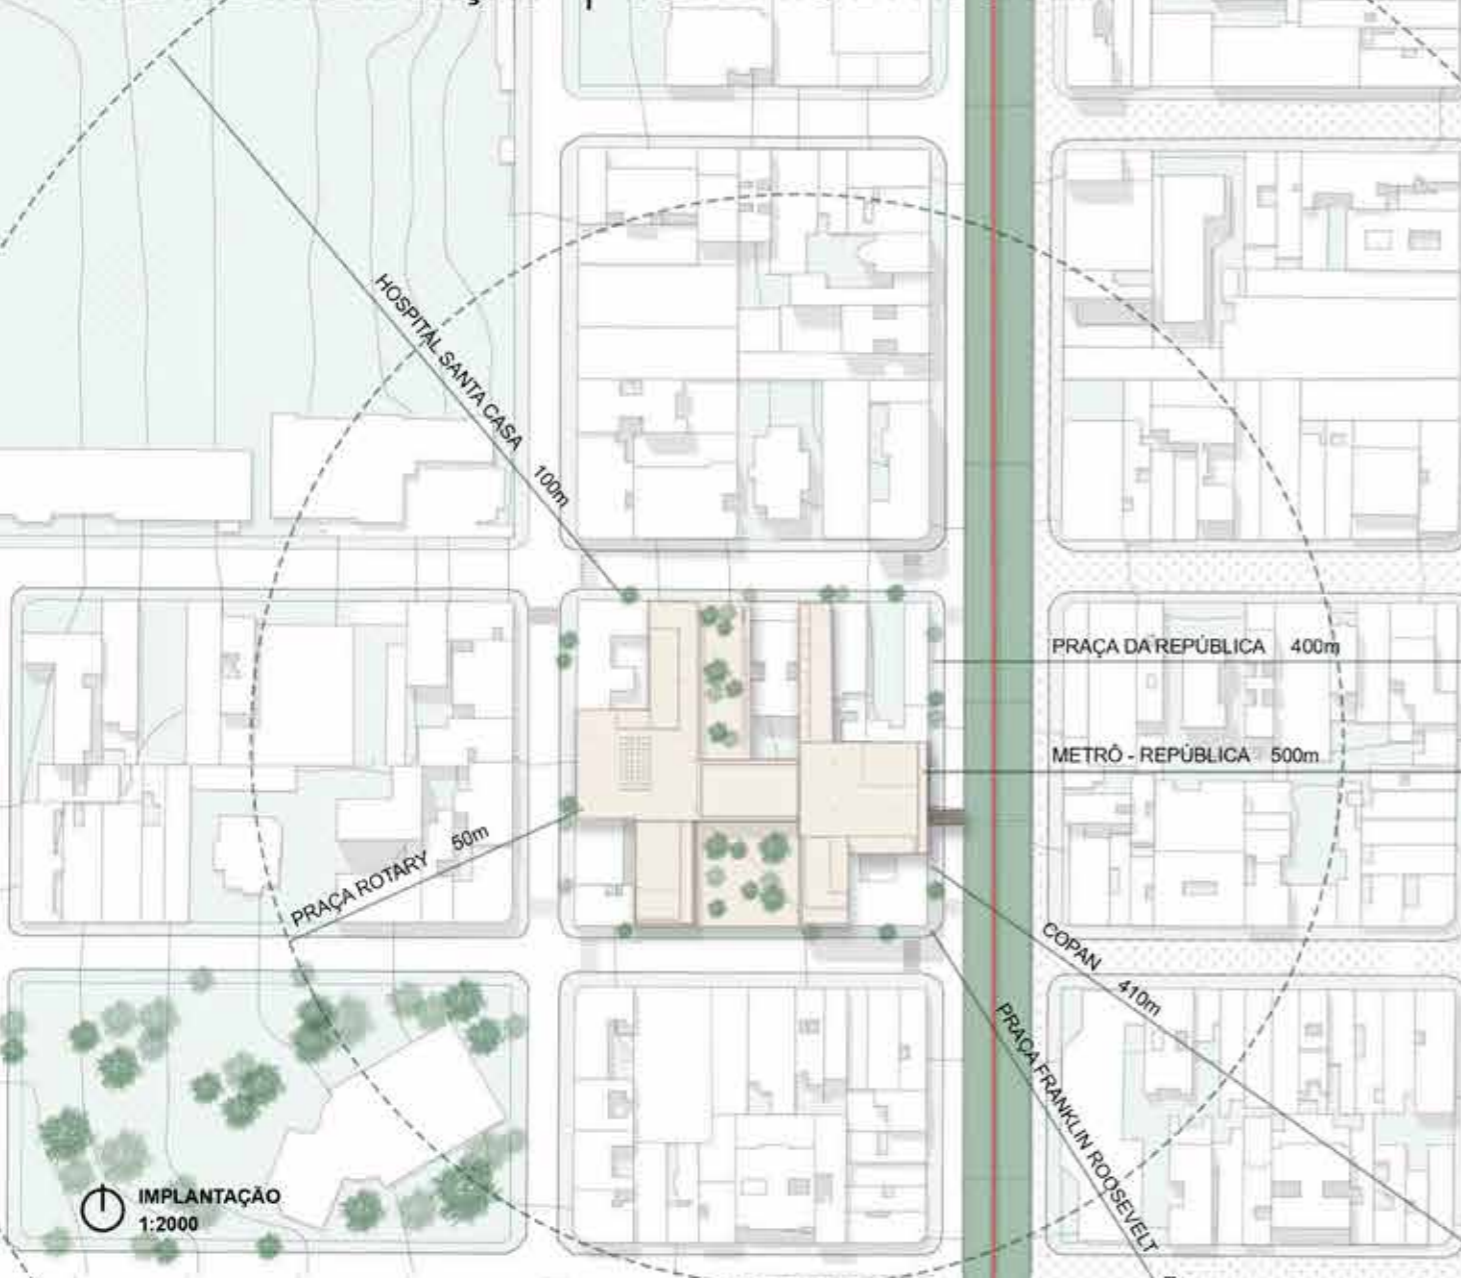 HOSPITAL SANTA CASA 100m
PRAÇA DA REPÚBLICA 400m
METRÔ - REPÚBLICA 500m
PRAÇA ROTARY 50m
COPAN 410m
PRAÇA FRANKLIN ROOSEVELT
IMPLANTAÇÃO
1:2000